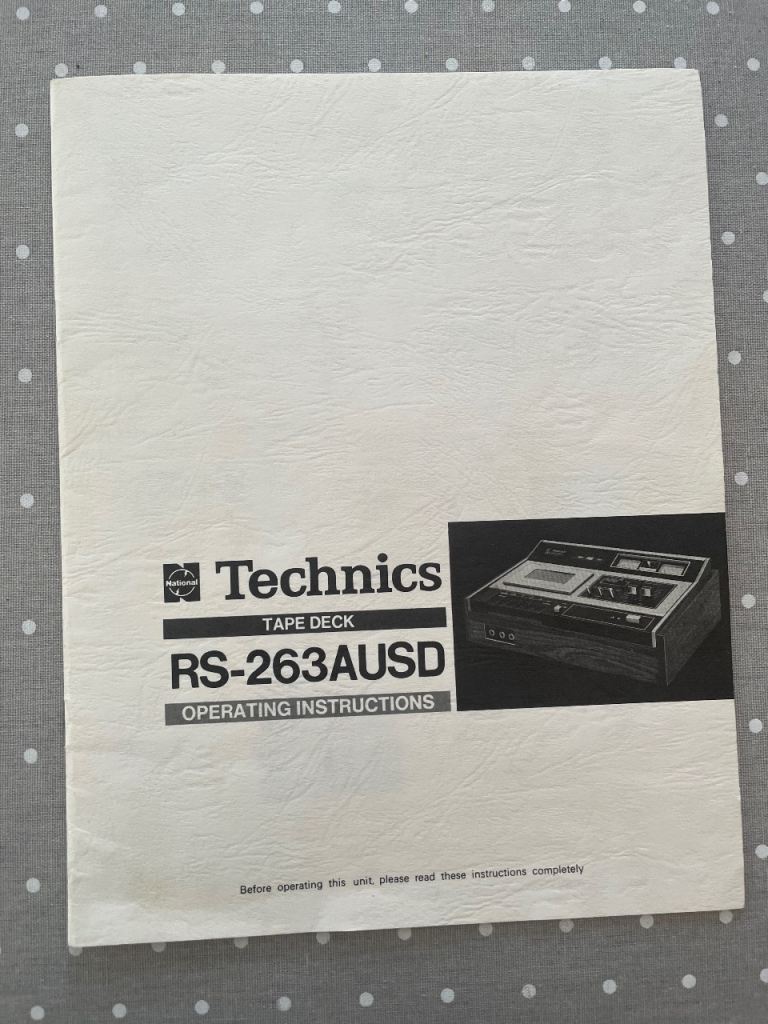 National
Technics
TAPE DECK
RS-263AUSD
OPERATING INSTRUCTIONS
Before operating this unit, please read these instructions completely